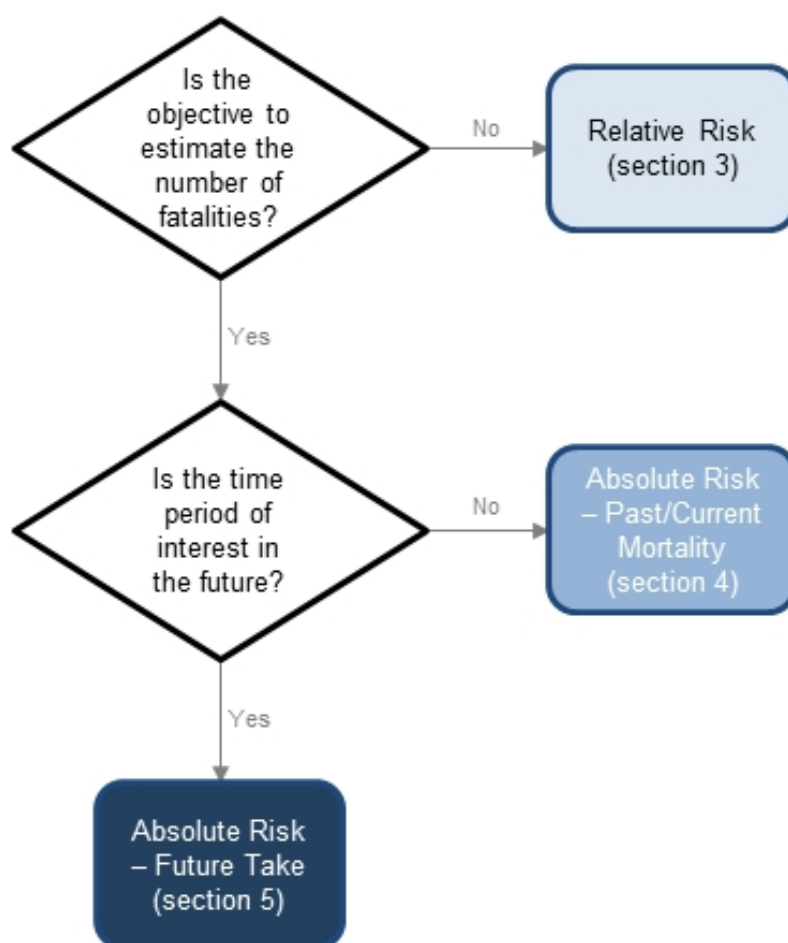 Is the
objective to
estimate the
number of
fatalities?
No
Relative Risk
(section 3)
Yes
Is the time
period of
interest in
the future?
No
Absolute Risk
– Past/Current
Mortality
(section 4)
Yes
Absolute Risk
– Future Take
(section 5)